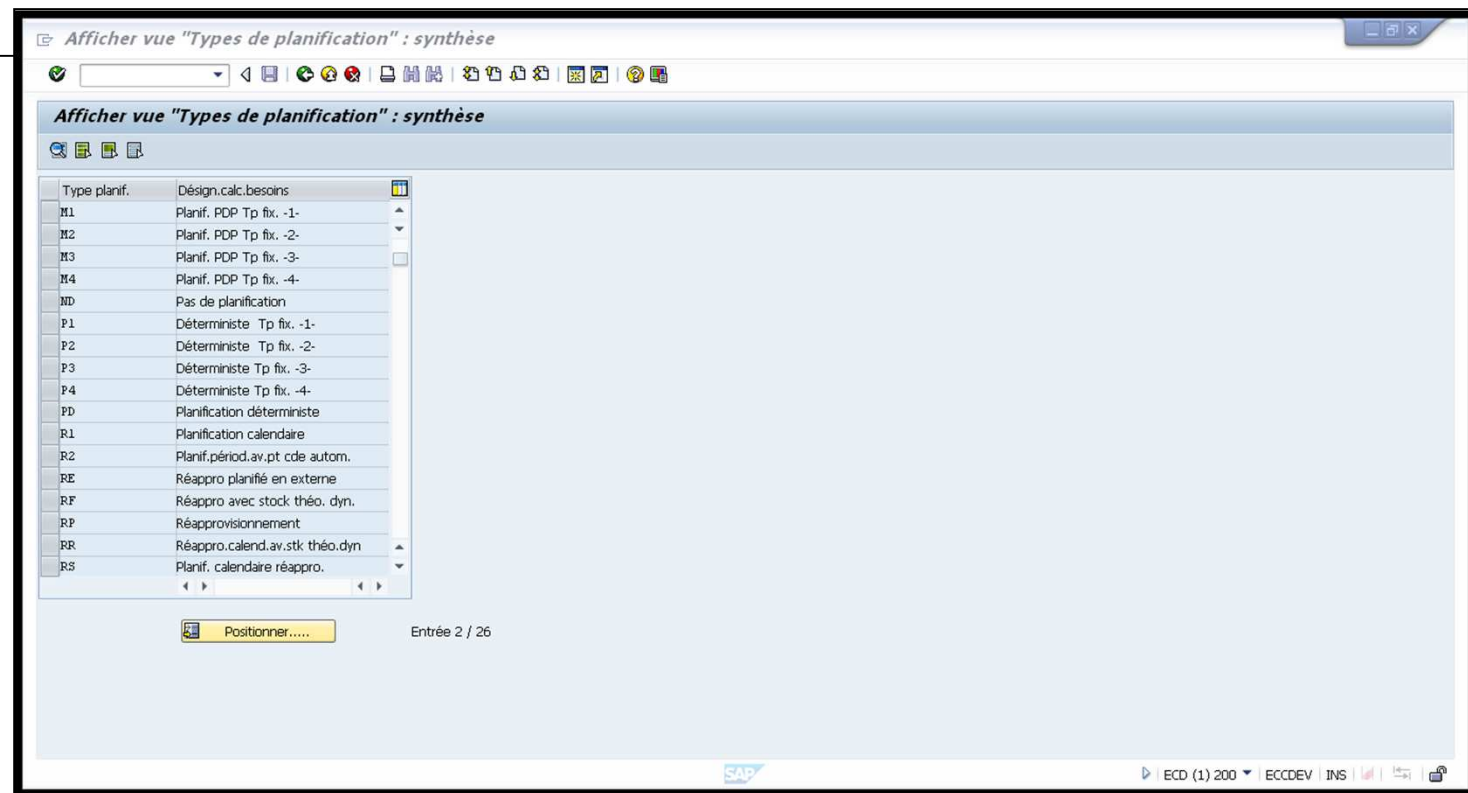 Afficher vue "Types de planification" : synthèse
Afficher vue "Types de planification" : synthèse
Type planif. Désign.calc.besoins
M1 Planif. PDP Tp fix. -1-
M2 Planif. PDP Tp fix. -2-
M3 Planif. PDP Tp fix. -3-
M4 Planif. PDP Tp fix. -4-
ND Pas de planification
P1 Déterministe Tp fix. -1-
P2 Déterministe Tp fix. -2-
P3 Déterministe Tp fix. -3-
P4 Déterministe Tp fix. -4-
PD Planification déterministe
R1 Planification calendaire
R2 Planif.périod.av.pt cde autom.
RE Réappro planifié en externe
RF Réappro avec stock théo. dyn.
RP Réapprovisionnement
RR Réappro.calend.av.stk théo.dyn
RS Planif. calendaire réappro.
Positionner..... Entrée 2 / 26
SAP ECD (1) 200 ECCDEV INS